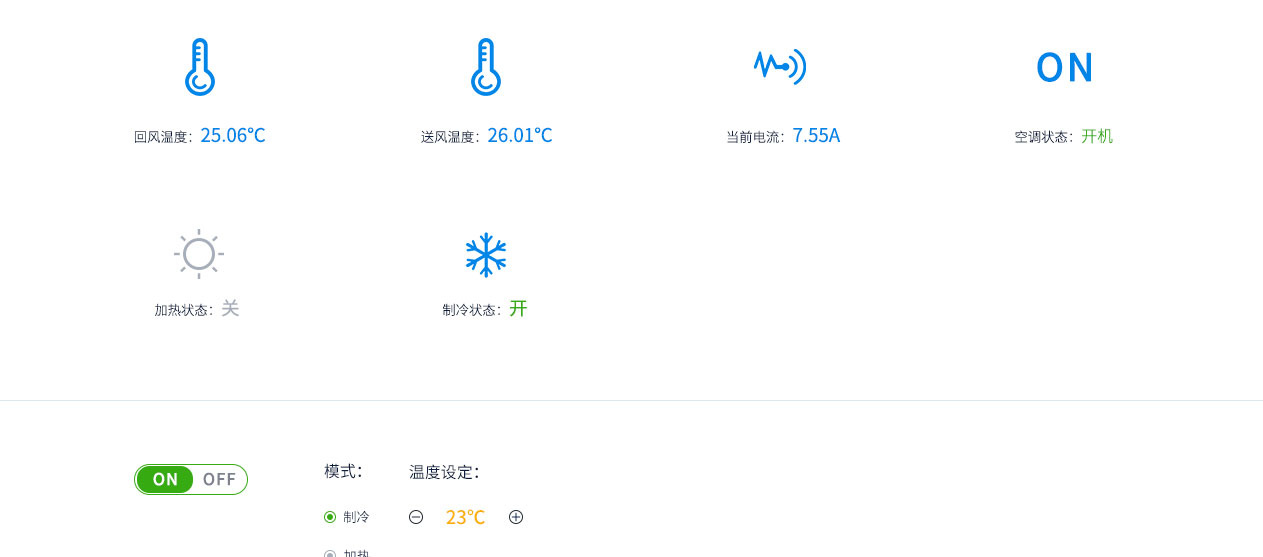 ON
回风温度：25.06℃
送风温度：26.01℃
当前电流：7.55A
空调状态：开机
加热状态：关
制冷状态：开
ON OFF
模式：
温度设定：
制冷
23℃
加热